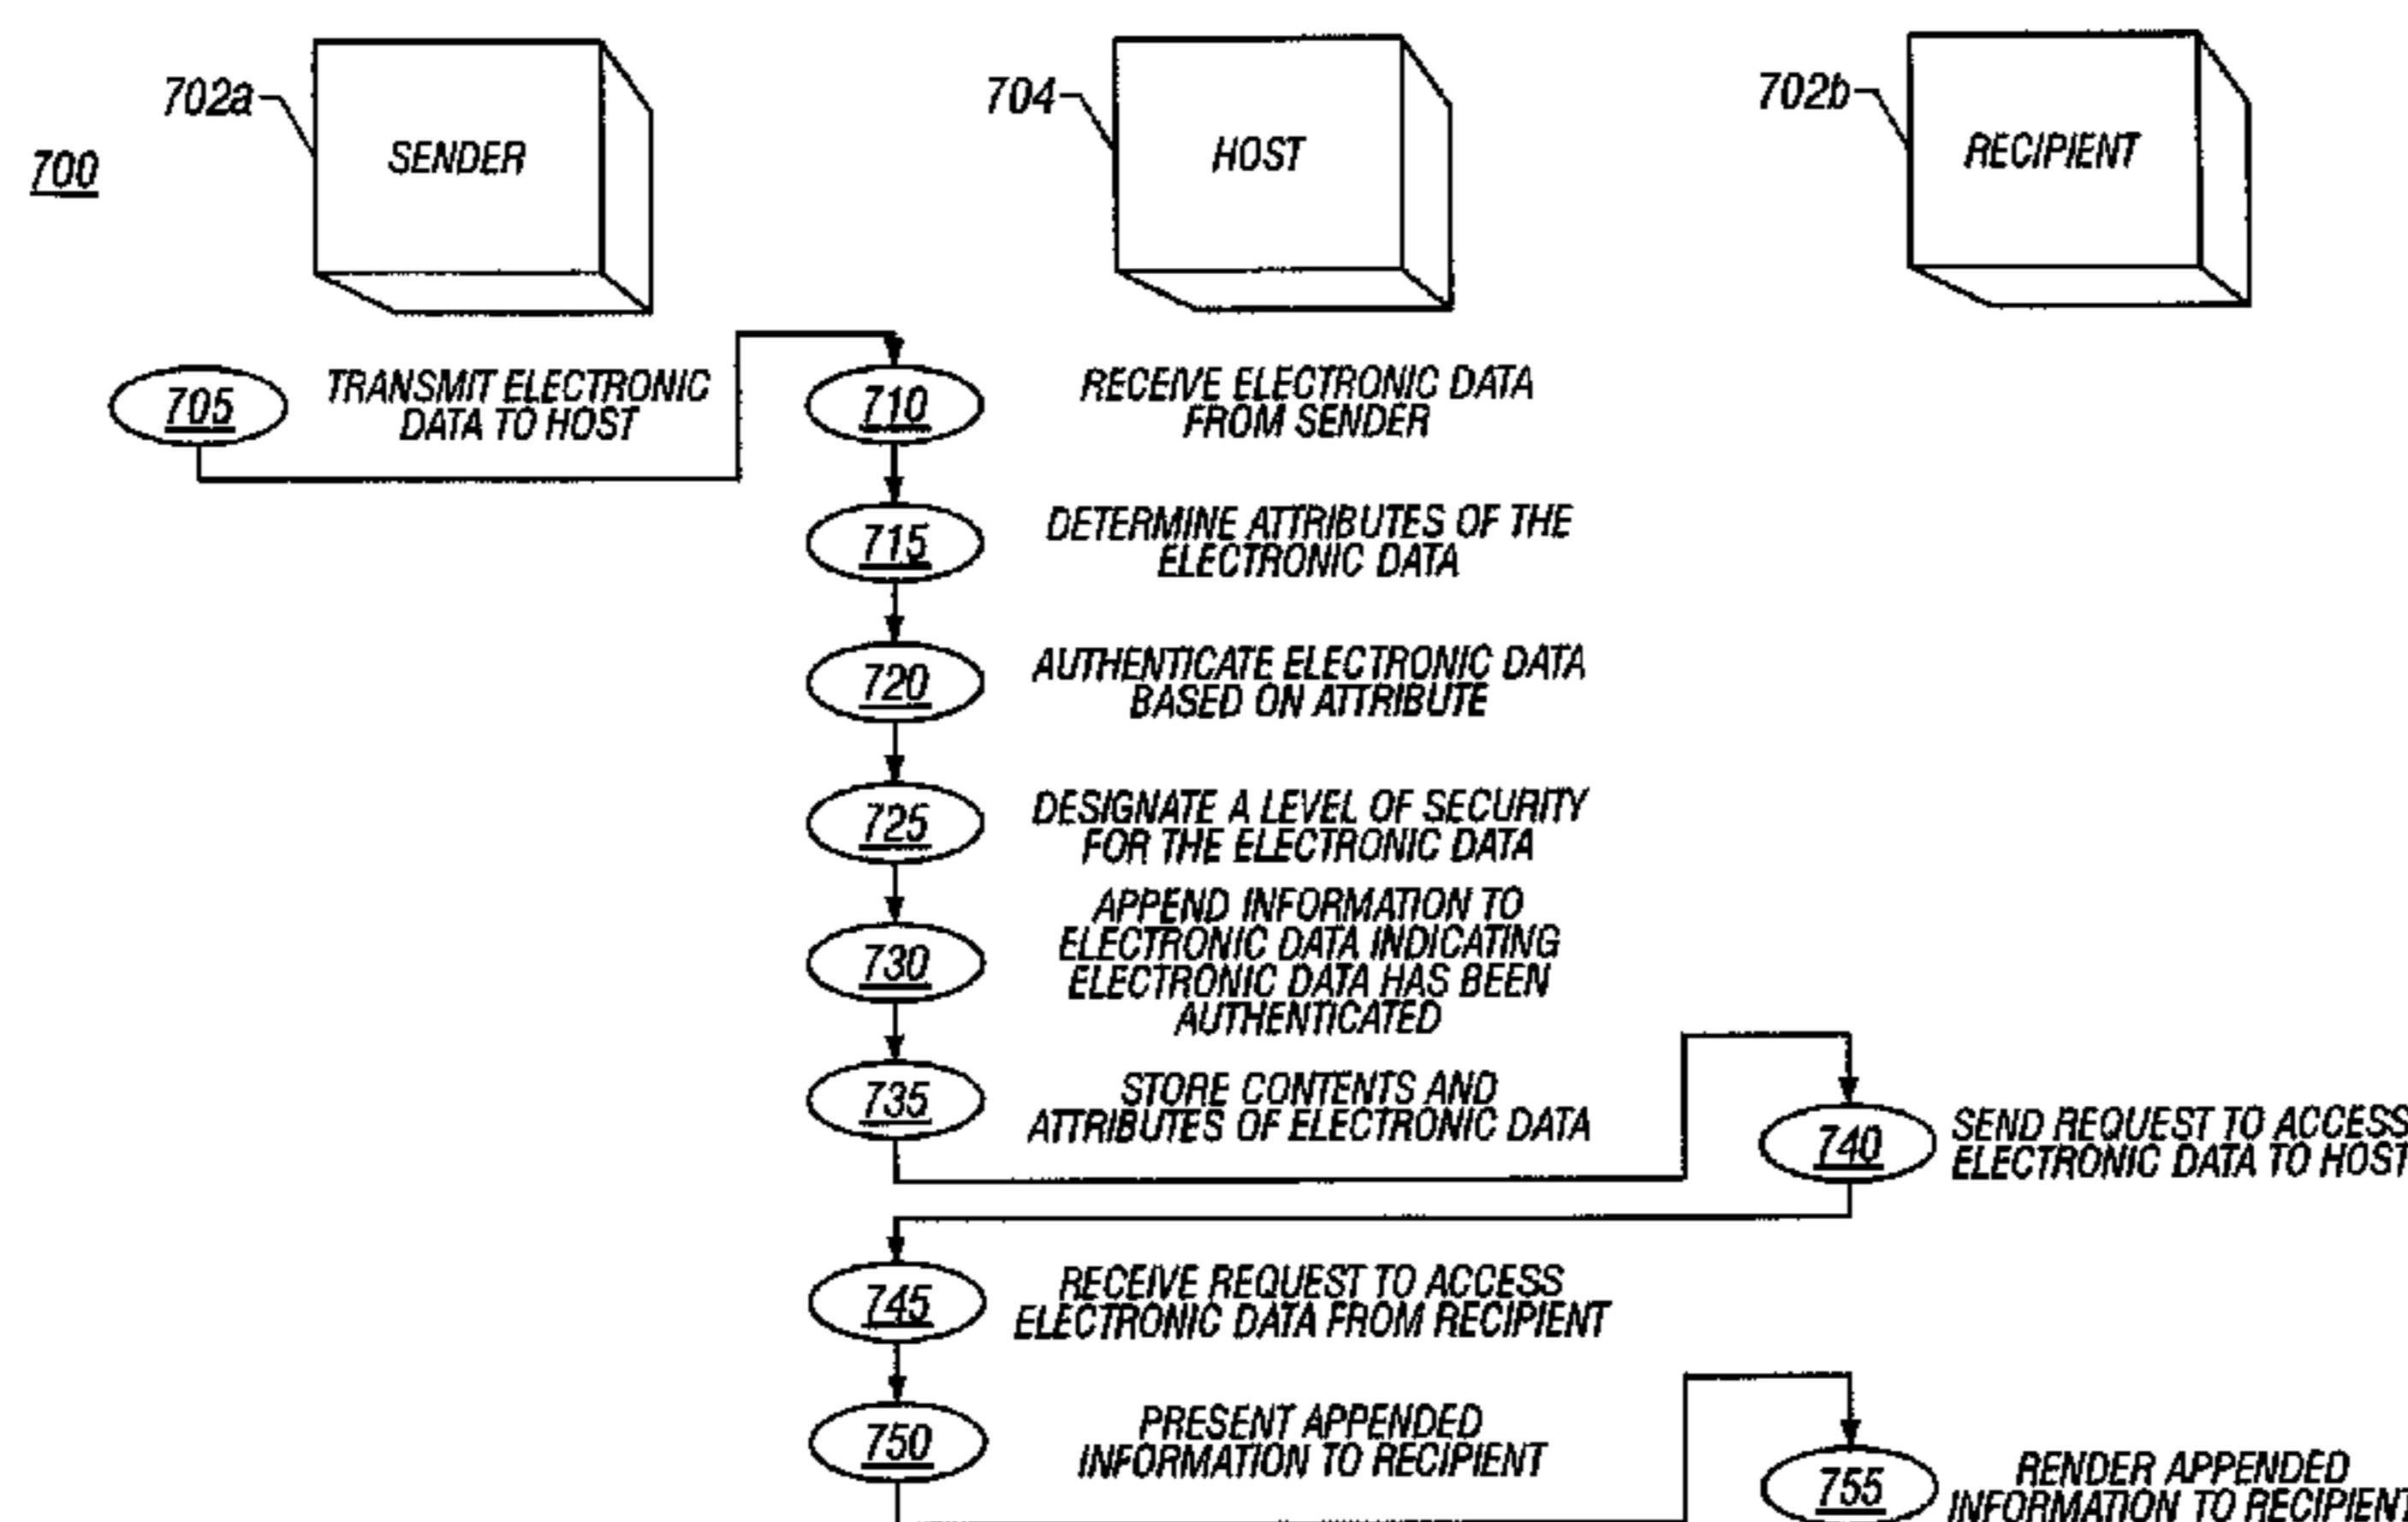 702a
SENDER
704
HOST
702b
RECIPIENT
700
705
TRANSMIT ELECTRONIC
DATA TO HOST
710
RECEIVE ELECTRONIC DATA
FROM SENDER
715
DETERMINE ATTRIBUTES OF THE
ELECTRONIC DATA
720
AUTHENTICATE ELECTRONIC DATA
BASED ON ATTRIBUTE
725
DESIGNATE A LEVEL OF SECURITY
FOR THE ELECTRONIC DATA
730
APPEND INFORMATION TO
ELECTRONIC DATA INDICATING
ELECTRONIC DATA HAS BEEN
AUTHENTICATED
735
STORE CONTENTS AND
ATTRIBUTES OF ELECTRONIC DATA
740
SEND REQUEST TO ACCESS
ELECTRONIC DATA TO HOST
745
RECEIVE REQUEST TO ACCESS
ELECTRONIC DATA FROM RECIPIENT
750
PRESENT APPENDED
INFORMATION TO RECIPIENT
755
RENDER APPENDED
INFORMATION TO RECIPIENT